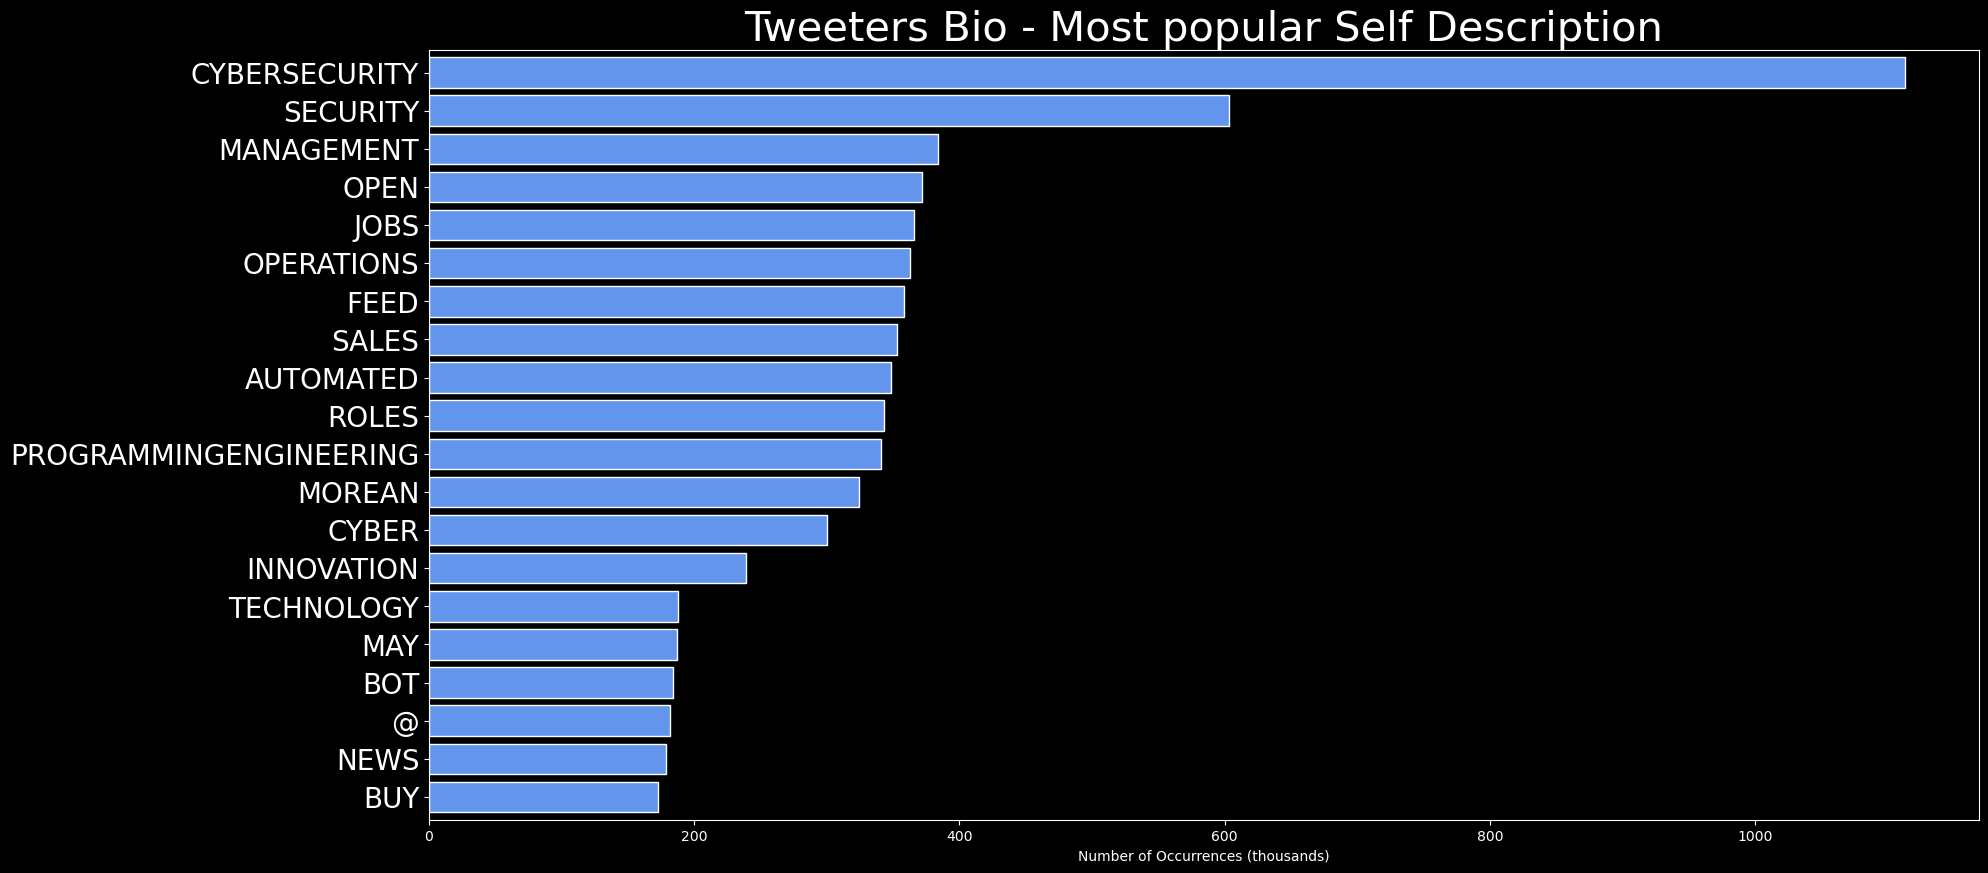 Tweeters Bio - Most popular Self Description
CYBERSECURITY
SECURITY
MANAGEMENT
OPEN
JOBS
OPERATIONS
FEED
SALES
AUTOMATED
ROLES
PROGRAMMINGENGINEERING
MOREAN
CYBER
INNOVATION
TECHNOLOGY
MAY
BOT
@
NEWS
BUY
0 200 400 600 800 1000
Number of Occurrences (thousands)